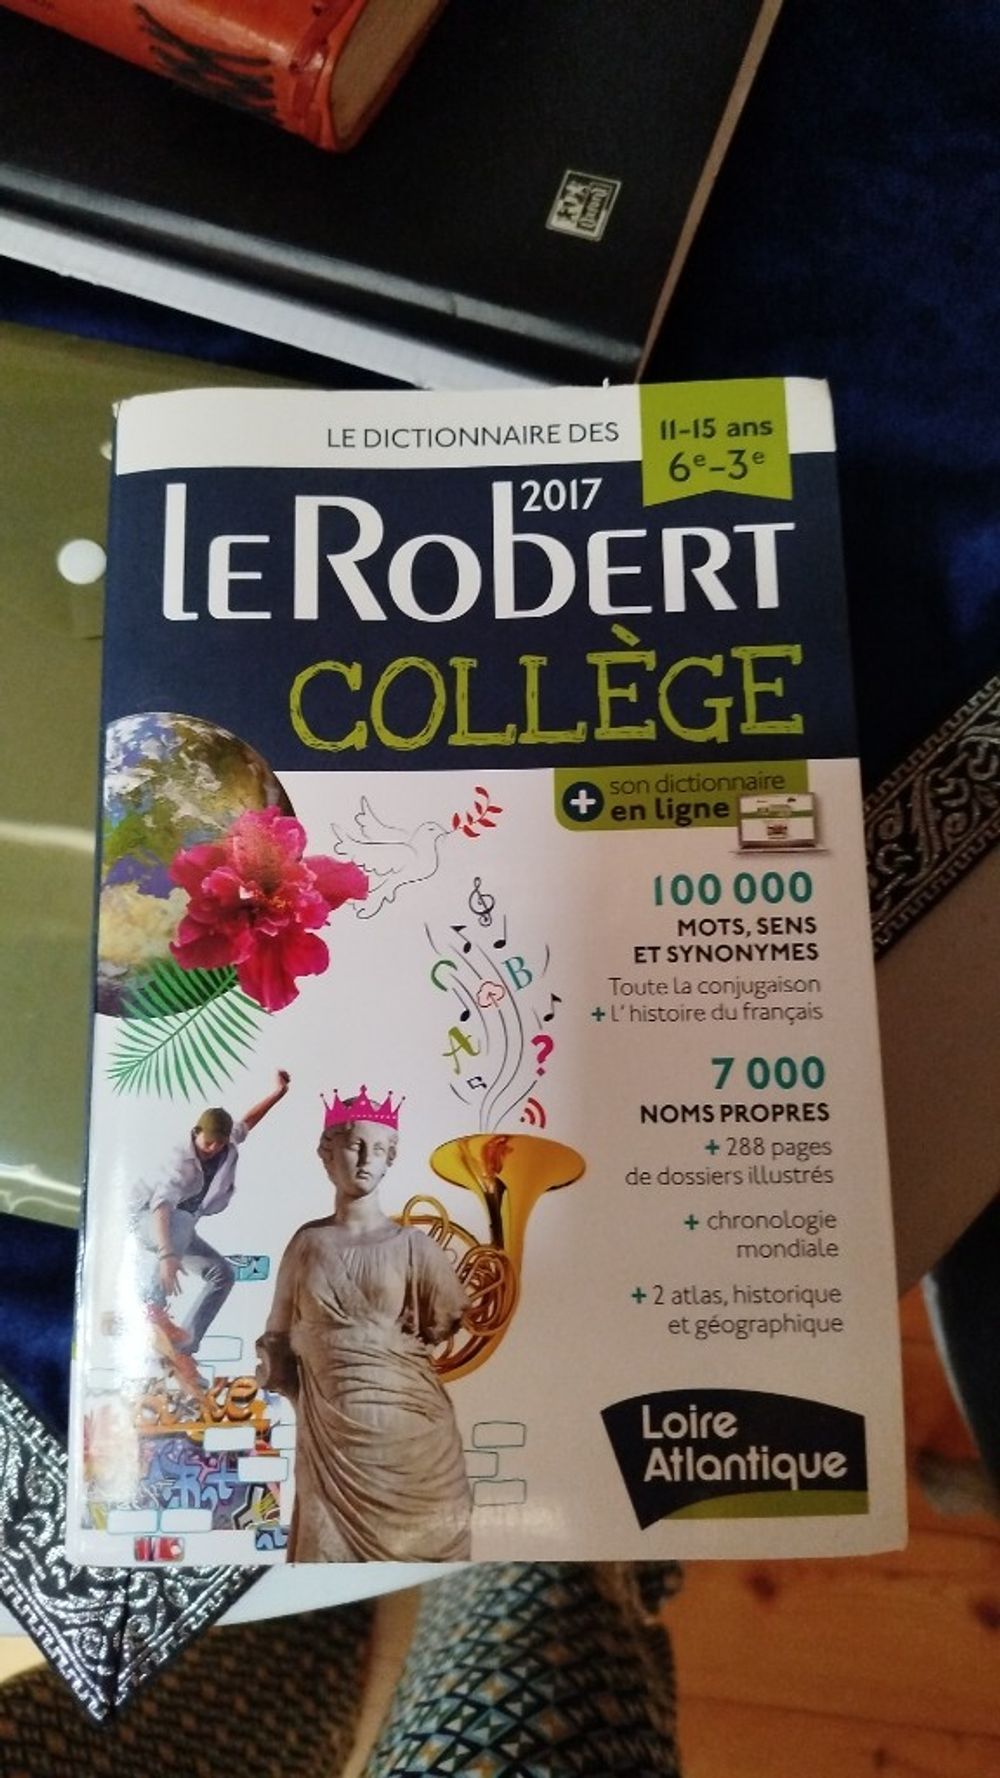 LE DICTIONNAIRE DES
11-15 ans
6e-3e
2017
LE ROBERT
COLLÈGE
+ son dictionnaire
en ligne
100 000
MOTS, SENS
ET SYNONYMES
Toute la conjugaison
+ l'histoire du français
7 000
NOMS PROPRES
+ 288 pages
de dossiers illustrés
+ chronologie
mondiale
+ 2 atlas, historique
et géographique
C
B
A
?
Loire
Atlantique